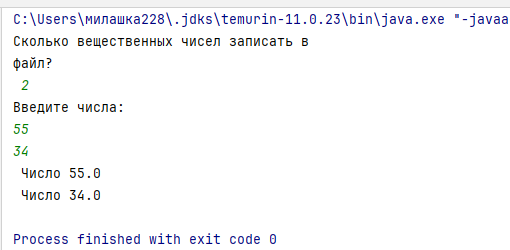 C:\Users\милашка228\.jdks\temurin-11.0.23\bin\java.exe "-javaa
Сколько вещественных чисел записать в
файл?
2
Введите числа:
55
34
Число 55.0
Число 34.0
Process finished with exit code 0